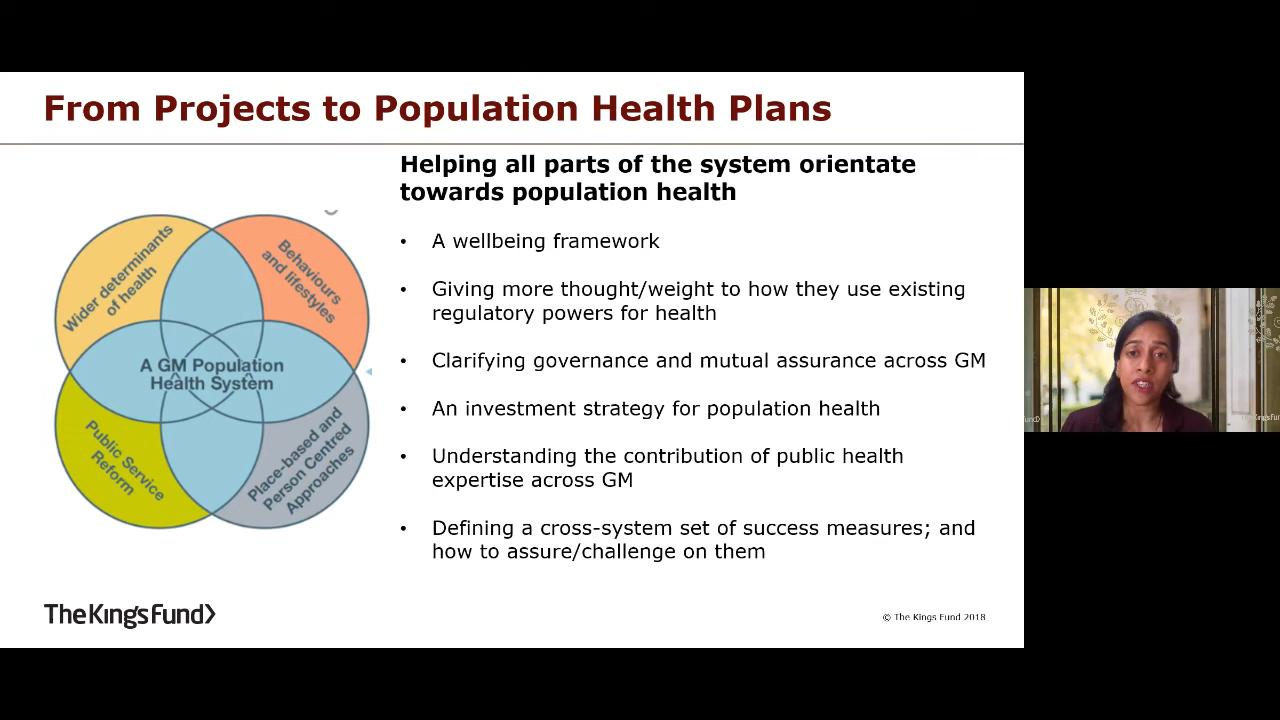 From Projects to Population Health Plans
Helping all parts of the system orientate
towards population health
• A wellbeing framework
• Giving more thought/weight to how they use existing
regulatory powers for health
• Clarifying governance and mutual assurance across GM
• An investment strategy for population health
• Understanding the contribution of public health
expertise across GM
• Defining a cross-system set of success measures; and
how to assure/challenge on them
Wider determinants
of health
Behaviours
and lifestyles
A GM Population
Health System
Public Service
Reform
Place-based and
Person Centred
Approaches
TheKing'sFund>
© The Kings Fund 2018